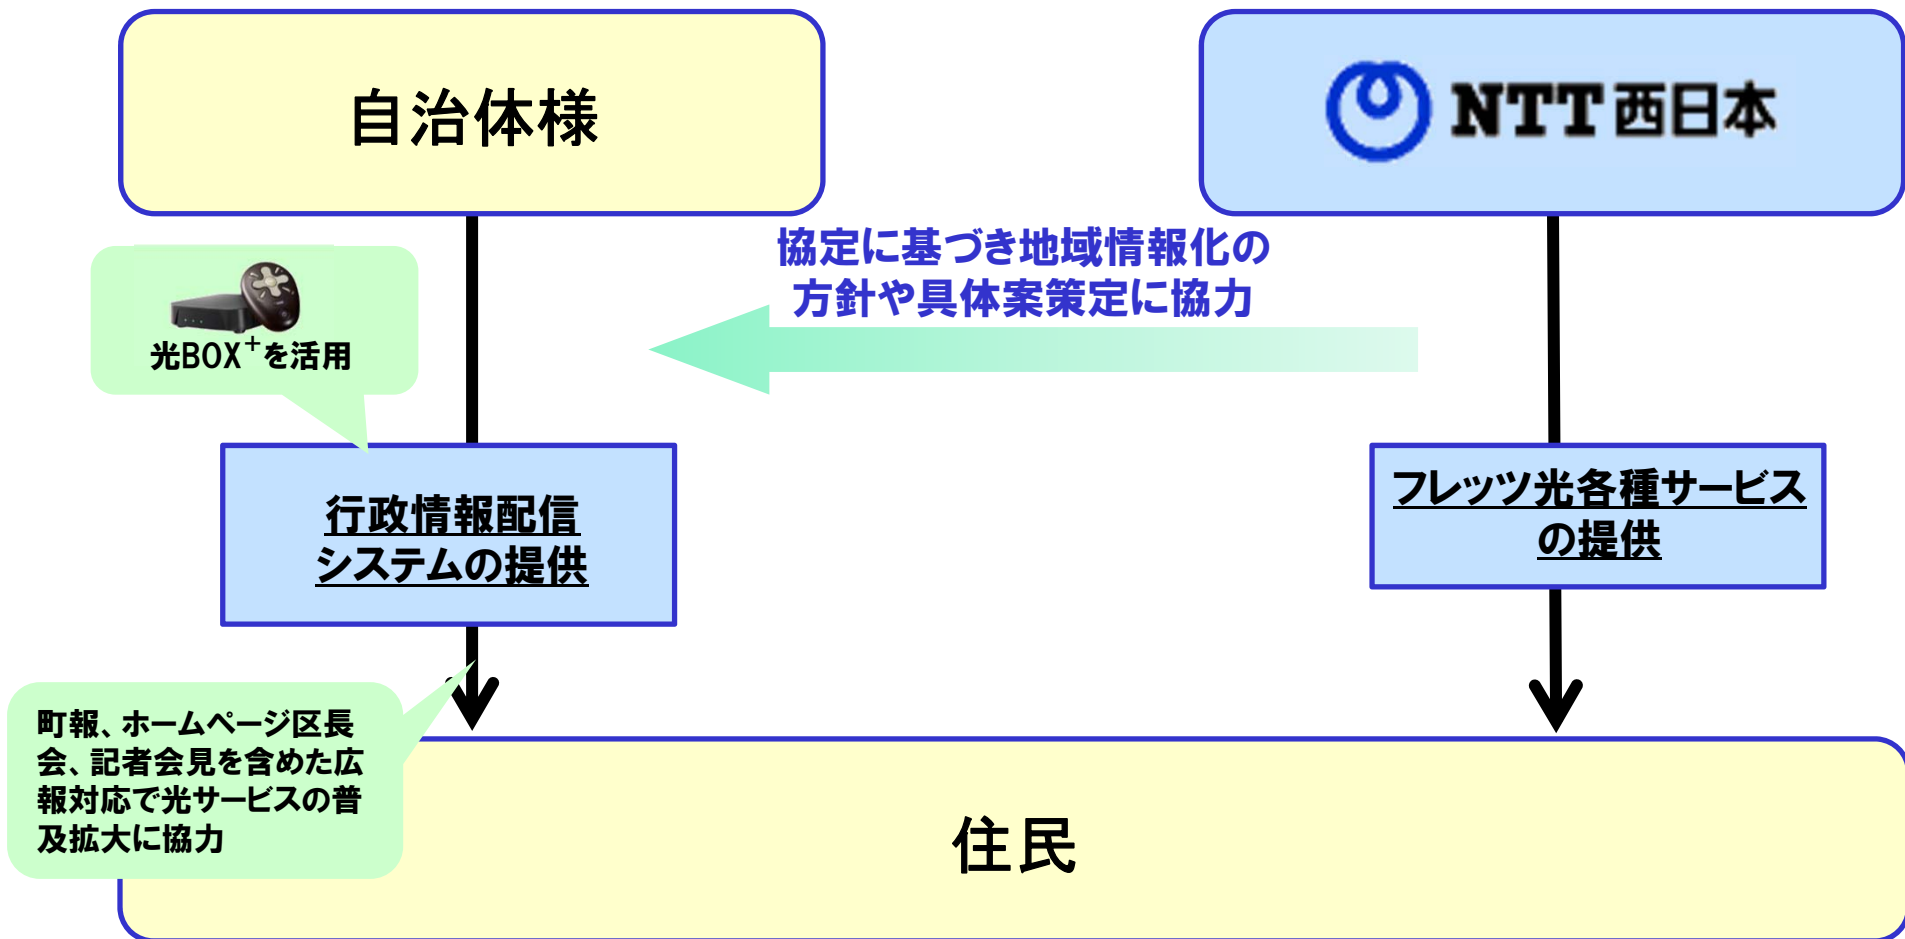 自治体様
NTT西日本
協定に基づき地域情報化の
方針や具体案策定に協力
光BOX+を活用
行政情報配信
システムの提供
フレッツ光各種サービス
の提供
町報、ホームページ区長
会、記者会見を含めた広
報対応で光サービスの普
及拡大に協力
住民